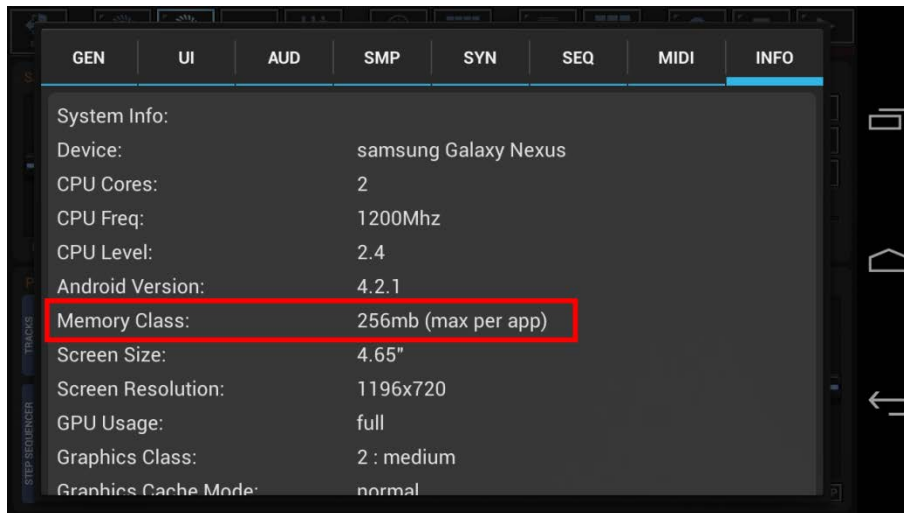 GEN UI AUD SMP SYN SEQ MIDI INFO
System Info:
Device: samsung Galaxy Nexus
CPU Cores: 2
CPU Freq: 1200Mhz
CPU Level: 2.4
Android Version: 4.2.1
Memory Class: 256mb (max per app)
Screen Size: 4.65"
Screen Resolution: 1196x720
GPU Usage: full
Graphics Class: 2 : medium
Graphics Cache Mode: normal
TRACKS
STEP SEQUENCER